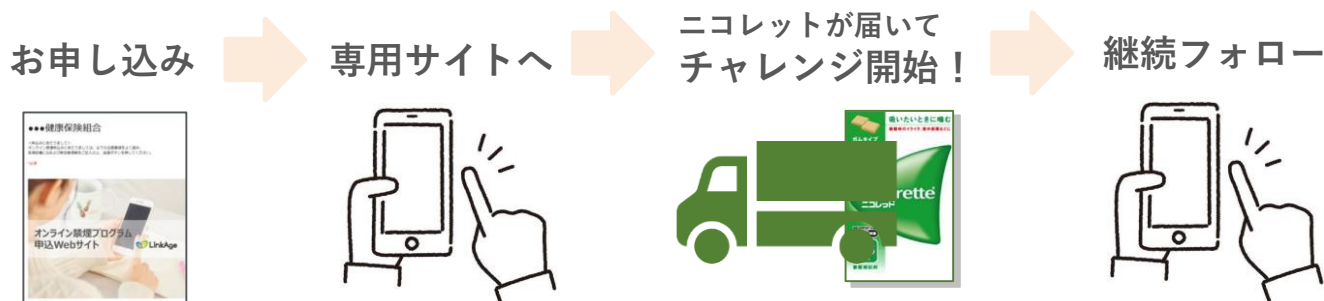 お申し込み
専用サイトへ
ニコレットが届いて
チャレンジ開始！
継続フォロー
●●●健康保険組合
オンライン禁煙プログラム
申込Webサイト
LinkAge
吸いたいときに噛む
ガムタイプ
rette
ニコレット